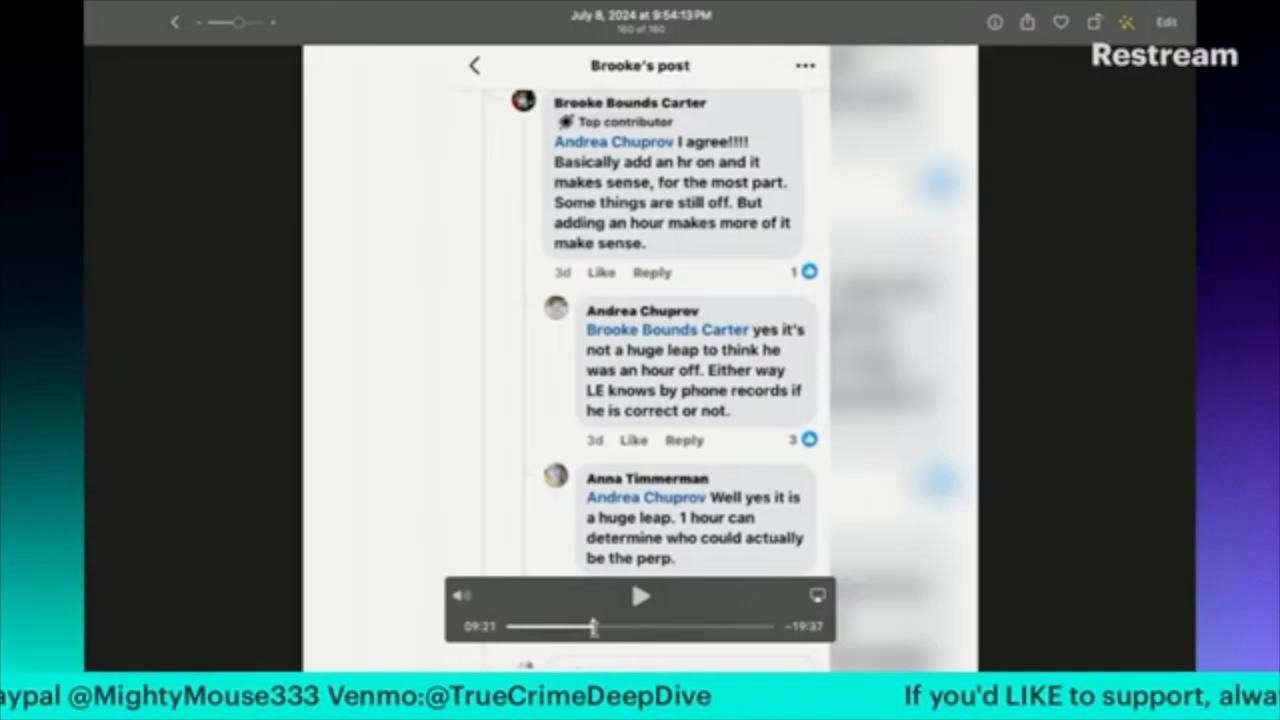 July 8, 2024 at 9:54:13 PM
160 of 160
Edit
Restream
Brooke's post
Brooke Bounds Carter
Top contributor
Andrea Chuprov I agree!!!!
Basically add an hr on and it
makes sense, for the most part.
Some things are still off. But
adding an hour makes more of it
make sense.
3d Like Reply 1
Andrea Chuprov
Brooke Bounds Carter yes it's
not a huge leap to think he
was an hour off. Either way
LE knows by phone records if
he is correct or not.
3d Like Reply 3
Anna Timmerman
Andrea Chuprov Well yes it is
a huge leap. 1 hour can
determine who could actually
be the perp.
09:21 -19:37
aypal @MightyMouse333 Venmo:@TrueCrimeDeepDive If you'd LIKE to support, alwa